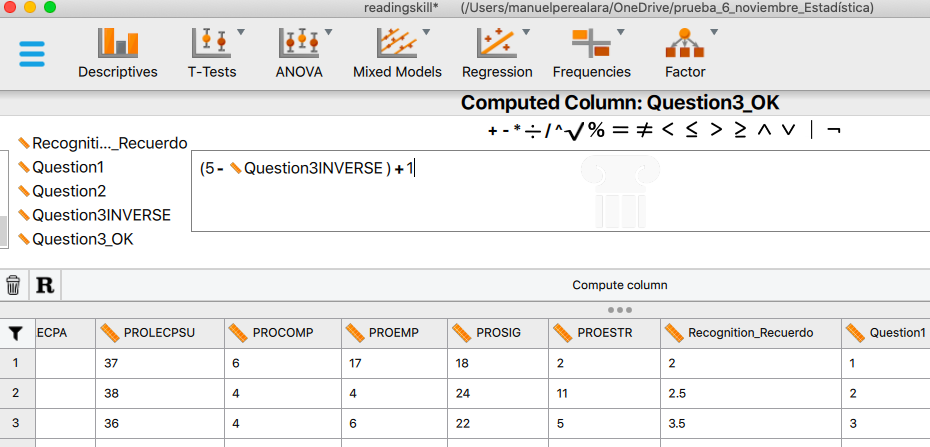 readingskill* (/Users/manuelperealara/OneDrive/prueba_6_noviembre_Estadística)
Descriptives T-Tests ANOVA Mixed Models Regression Frequencies Factor
Computed Column: Question3_OK
+ - * ÷ / ^ √ % = ≠ < ≤ > ≥ ∧ ∨ | ¬
Recogniti..._Recuerdo
Question1
Question2
Question3INVERSE
Question3_OK
(5 - Question3INVERSE ) + 1
R Compute column
ECPA PROLECPSU PROCOMP PROEMP PROSIG PROESTR Recognition_Recuerdo Question1
1 37 6 17 18 2 2 1
2 38 4 4 24 11 2.5 2
3 36 4 6 22 5 3.5 3